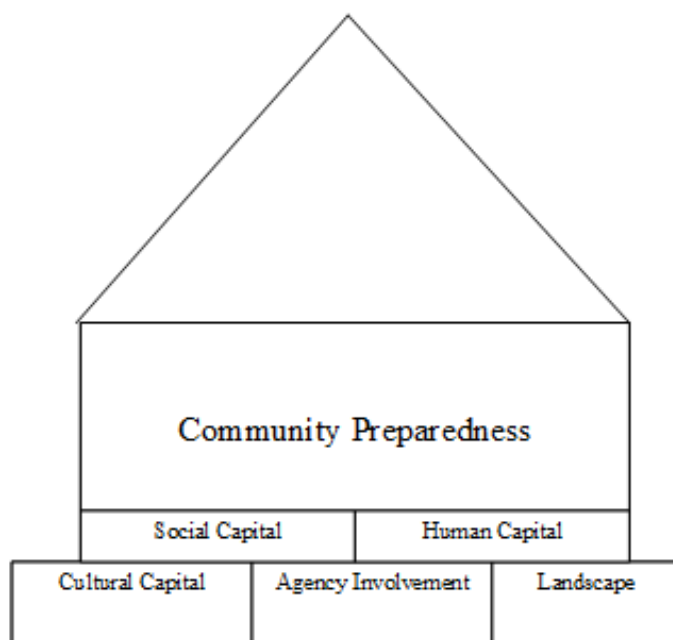 Community Preparedness
Social Capital Human Capital
Cultural Capital Agency Involvement Landscape